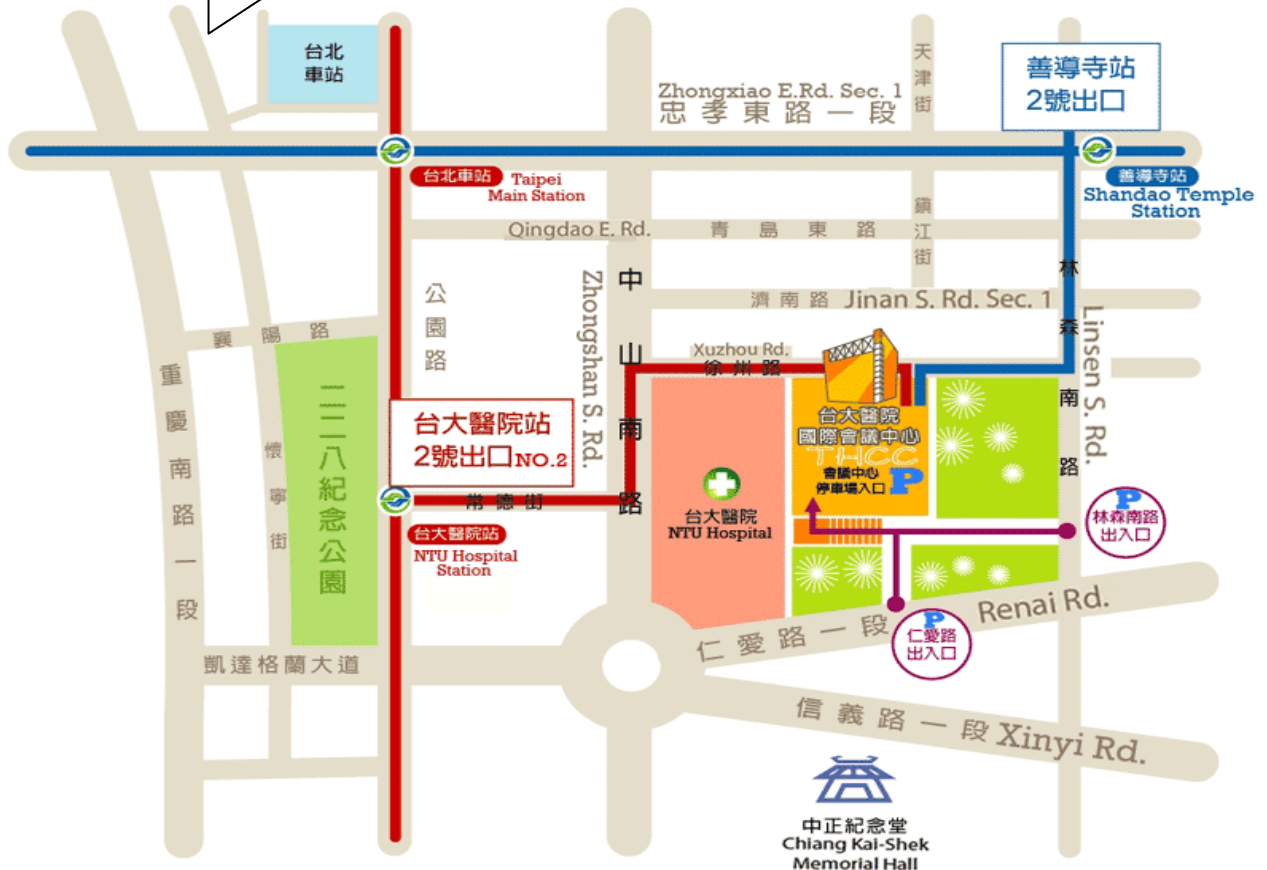 台北
車站
天津街
善導寺站
2號出口
Zhongxiao E.Rd. Sec. 1
忠孝東路一段
台北車站
Taipei
Main Station
善導寺站
Shandao Temple
Station
鎮江街
Qingdao E. Rd.
青島東路
林森南路
Linsen S. Rd.
公園路
中山南路
Zhongshan S. Rd.
濟南路 Jinan S. Rd. Sec. 1
襄陽路
Xuzhou Rd.
徐州路
重慶南路一段
懷寧街
二二八紀念公園
台大醫院站
2號出口NO.2
常德街
台大醫院站
NTU Hospital
Station
台大醫院
NTU Hospital
台大醫院
國際會議中心
THCC
會議中心
停車場入口 P
P
林森南路
出入口
P
仁愛路
出入口
仁愛路一段 Renai Rd.
凱達格蘭大道
信義路一段 Xinyi Rd.
中正紀念堂
Chiang Kai-Shek
Memorial Hall